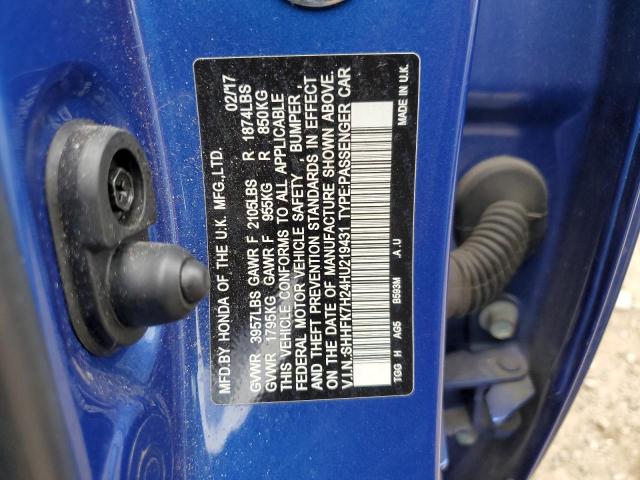 MFD.BY HONDA OF THE U.K. MFG.,LTD. 02/17
GVWR 3957LBS GAWR F 2105LBS R 1874LBS
GVWR 1795KG GAWR F 955KG R 850KG
THIS VEHICLE CONFORMS TO ALL APPLICABLE
FEDERAL MOTOR VEHICLE SAFETY , BUMPER ,
AND THEFT PREVENTION STANDARDS IN EFFECT
ON THE DATE OF MANUFACTURE SHOWN ABOVE.
V.I.N.:SHHFK7H24HU219431 TYPE:PASSENGER CAR
TGG H AG5 B593M A.U MADE IN U.K.